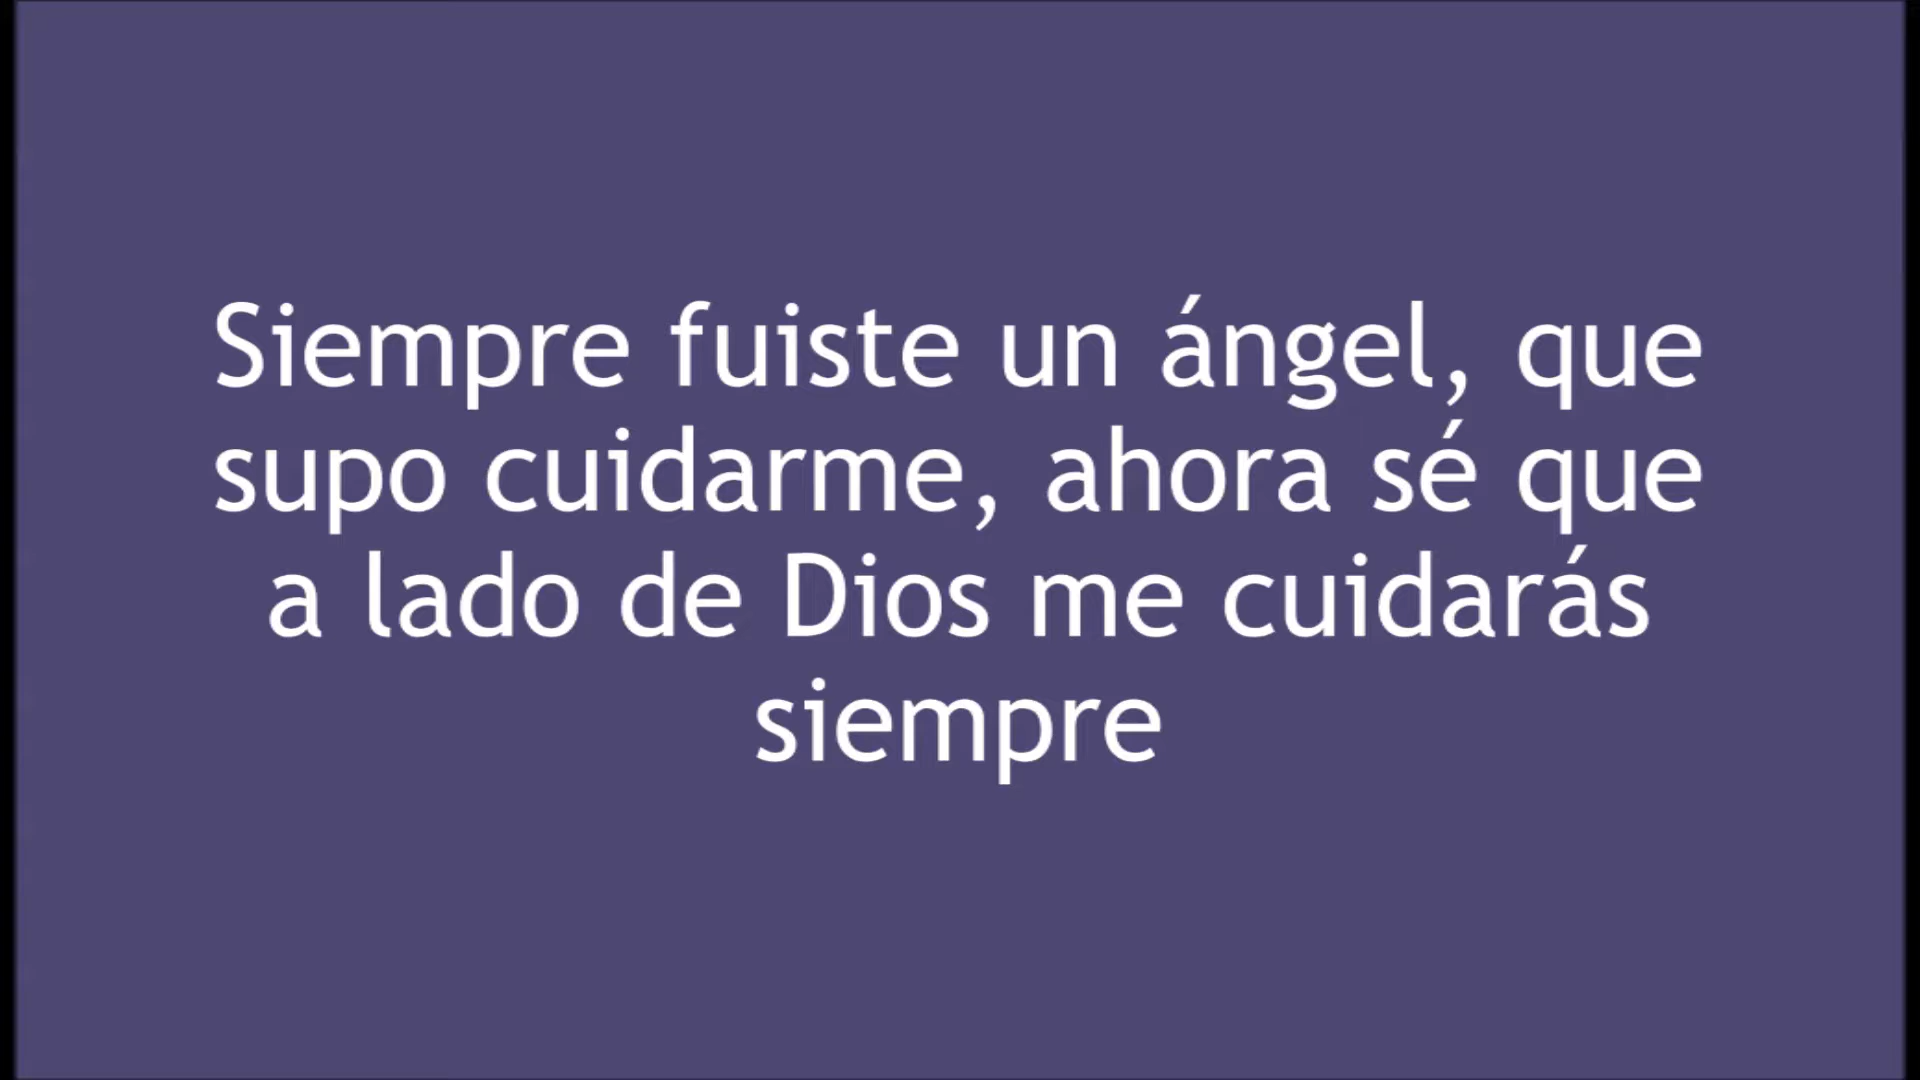 Siempre fuiste un ángel, que
supo cuidarme, ahora sé que
a lado de Dios me cuidarás
siempre